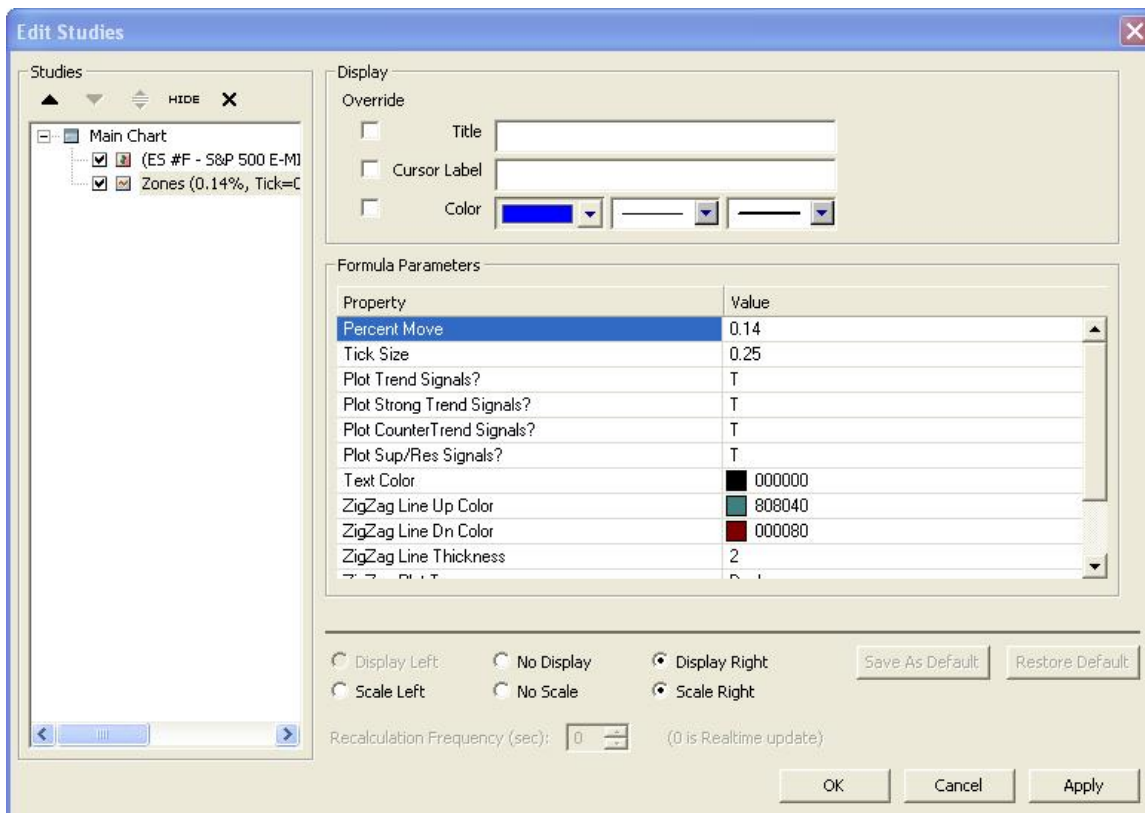 Edit Studies
Studies
HIDE
Main Chart
(ES #F - S&P 500 E-MI
Zones (0.14%, Tick=0
Display
Override
Title
Cursor Label
Color
Formula Parameters
Property Value
Percent Move 0.14
Tick Size 0.25
Plot Trend Signals? T
Plot Strong Trend Signals? T
Plot CounterTrend Signals? T
Plot Sup/Res Signals? T
Text Color 000000
ZigZag Line Up Color 808040
ZigZag Line Dn Color 000080
ZigZag Line Thickness 2
Display Left No Display Display Right Save As Default Restore Default
Scale Left No Scale Scale Right
Recalculation Frequency (sec): 0 (0 is Realtime update)
OK Cancel Apply